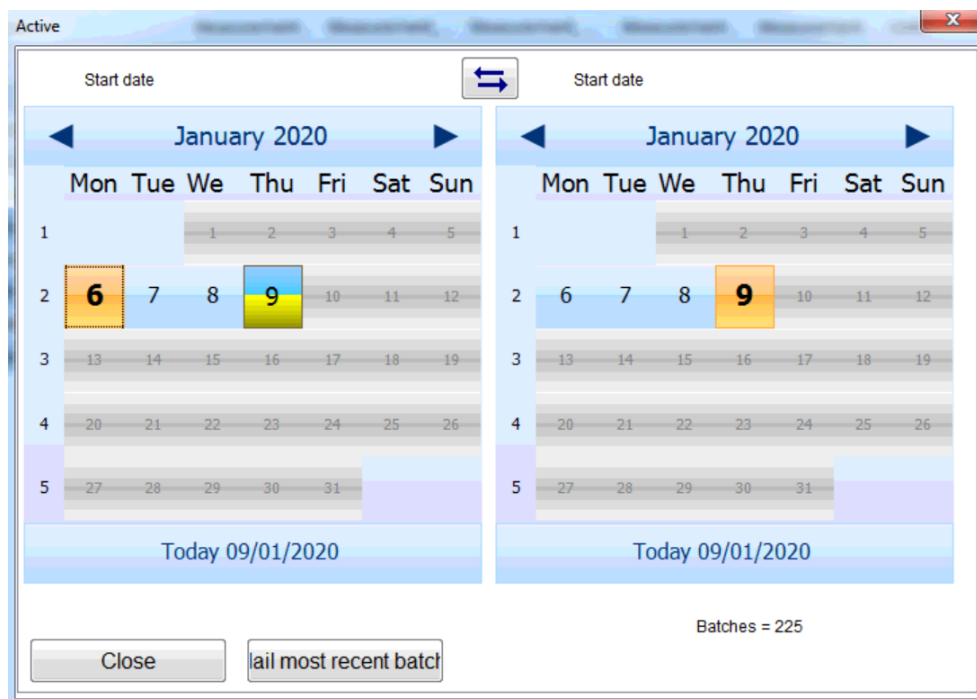 Active
Start date
Start date
January 2020
January 2020
Mon Tue We Thu Fri Sat Sun
Mon Tue We Thu Fri Sat Sun
1 1 2 3 4 5
1 1 2 3 4 5
2 6 7 8 9 10 11 12
2 6 7 8 9 10 11 12
3 13 14 15 16 17 18 19
3 13 14 15 16 17 18 19
4 20 21 22 23 24 25 26
4 20 21 22 23 24 25 26
5 27 28 29 30 31
5 27 28 29 30 31
Today 09/01/2020
Today 09/01/2020
Batches = 225
Close
lail most recent batch